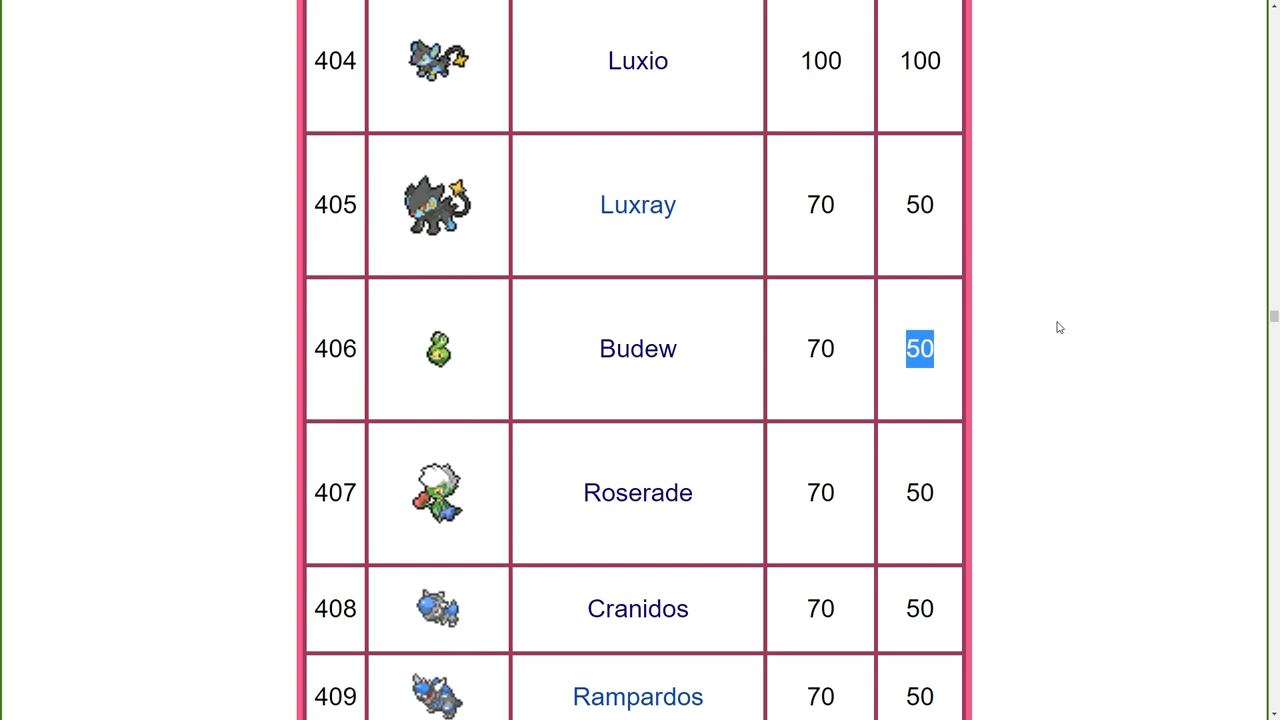 404 Luxio 100 100
405 Luxray 70 50
406 Budew 70 50
407 Roserade 70 50
408 Cranidos 70 50
409 Rampardos 70 50